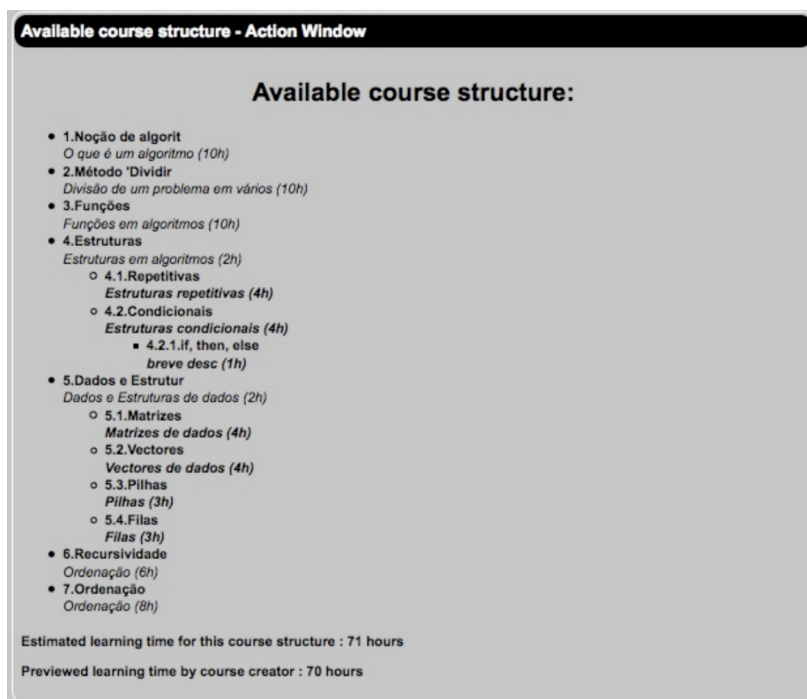 Available course structure - Action Window
Available course structure:
1.Noção de algorit
O que é um algoritmo (10h)
2.Método 'Dividir
Divisão de um problema em vários (10h)
3.Funções
Funções em algoritmos (10h)
4.Estruturas
Estruturas em algoritmos (2h)
4.1.Repetitivas
Estruturas repetitivas (4h)
4.2.Condicionais
Estruturas condicionais (4h)
4.2.1.if, then, else
breve desc (1h)
5.Dados e Estrutur
Dados e Estruturas de dados (2h)
5.1.Matrizes
Matrizes de dados (4h)
5.2.Vectores
Vectores de dados (4h)
5.3.Pilhas
Pilhas (3h)
5.4.Filas
Filas (3h)
6.Recursividade
Ordenação (6h)
7.Ordenação
Ordenação (8h)
Estimated learning time for this course structure : 71 hours
Previewed learning time by course creator : 70 hours